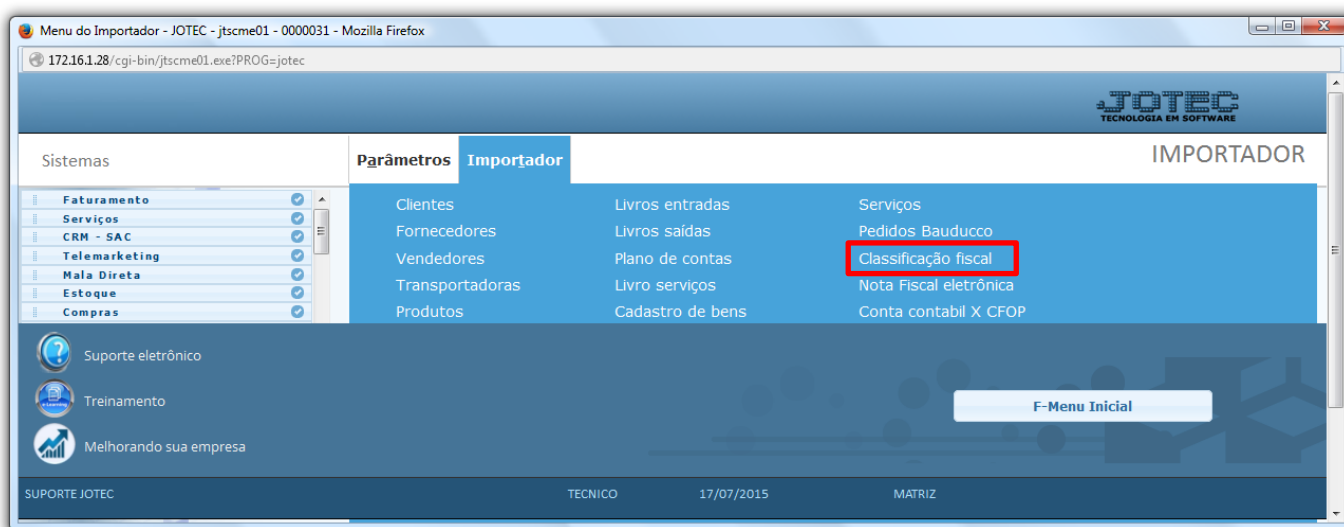 Menu do Importador - JOTEC - jtscme01 - 0000031 - Mozilla Firefox
172.16.1.28/cgi-bin/jtscme01.exe?PROG=jotec
JOTEC
TECNOLOGIA EM SOFTWARE
Sistemas
Parâmetros Importador
IMPORTADOR
Faturamento
Serviços
CRM - SAC
Telemarketing
Mala Direta
Estoque
Compras
Clientes Livros entradas Serviços
Fornecedores Livros saídas Pedidos Bauducco
Vendedores Plano de contas Classificação fiscal
Transportadoras Livro serviços Nota Fiscal eletrônica
Produtos Cadastro de bens Conta contabil X CFOP
Suporte eletrônico
Treinamento
Melhorando sua empresa
F-Menu Inicial
SUPORTE JOTEC TECNICO 17/07/2015 MATRIZ